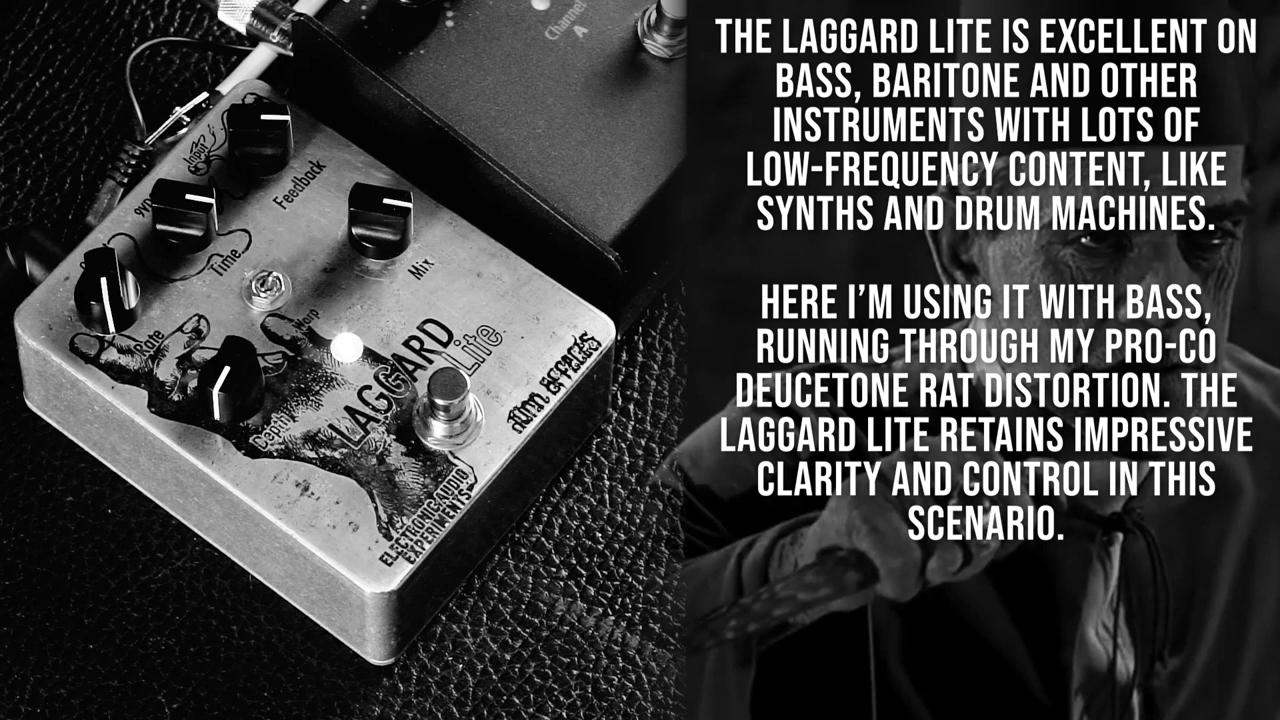 Channel
A
Input
9VDC
Feedback
Time
Mix
Rate
Warp
Depth
LAGGARD
Lite
ELECTRONIC AUDIO
EXPERIMENTS
THE LAGGARD LITE IS EXCELLENT ON
BASS, BARITONE AND OTHER
INSTRUMENTS WITH LOTS OF
LOW-FREQUENCY CONTENT, LIKE
SYNTHS AND DRUM MACHINES.
HERE I’M USING IT WITH BASS,
RUNNING THROUGH MY PRO-CO
DEUCETONE RAT DISTORTION. THE
LAGGARD LITE RETAINS IMPRESSIVE
CLARITY AND CONTROL IN THIS
SCENARIO.